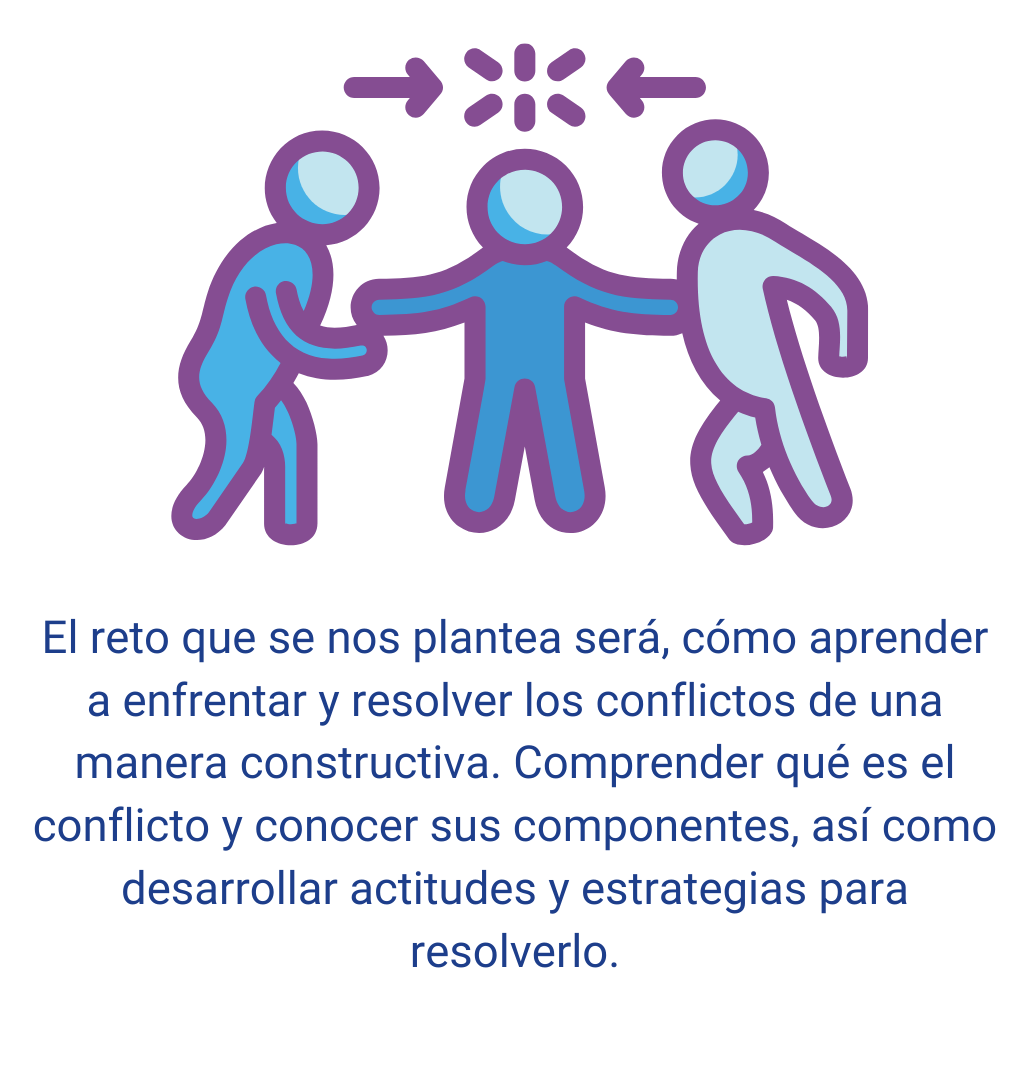 El reto que se nos plantea será, cómo aprender
a enfrentar y resolver los conflictos de una
manera constructiva. Comprender qué es el
conflicto y conocer sus componentes, así como
desarrollar actitudes y estrategias para
resolverlo.